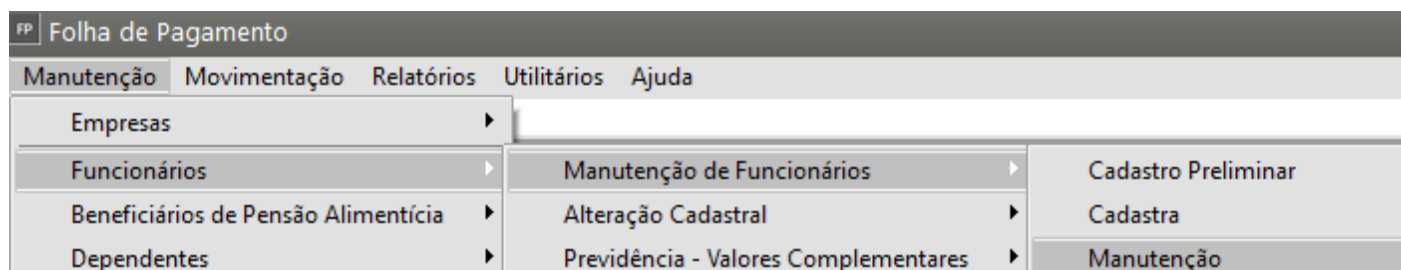 FP Folha de Pagamento
Manutenção Movimentação Relatórios Utilitários Ajuda
Empresas
Funcionários Manutenção de Funcionários Cadastro Preliminar
Beneficiários de Pensão Alimentícia Alteração Cadastral Cadastra
Dependentes Previdência - Valores Complementares Manutenção